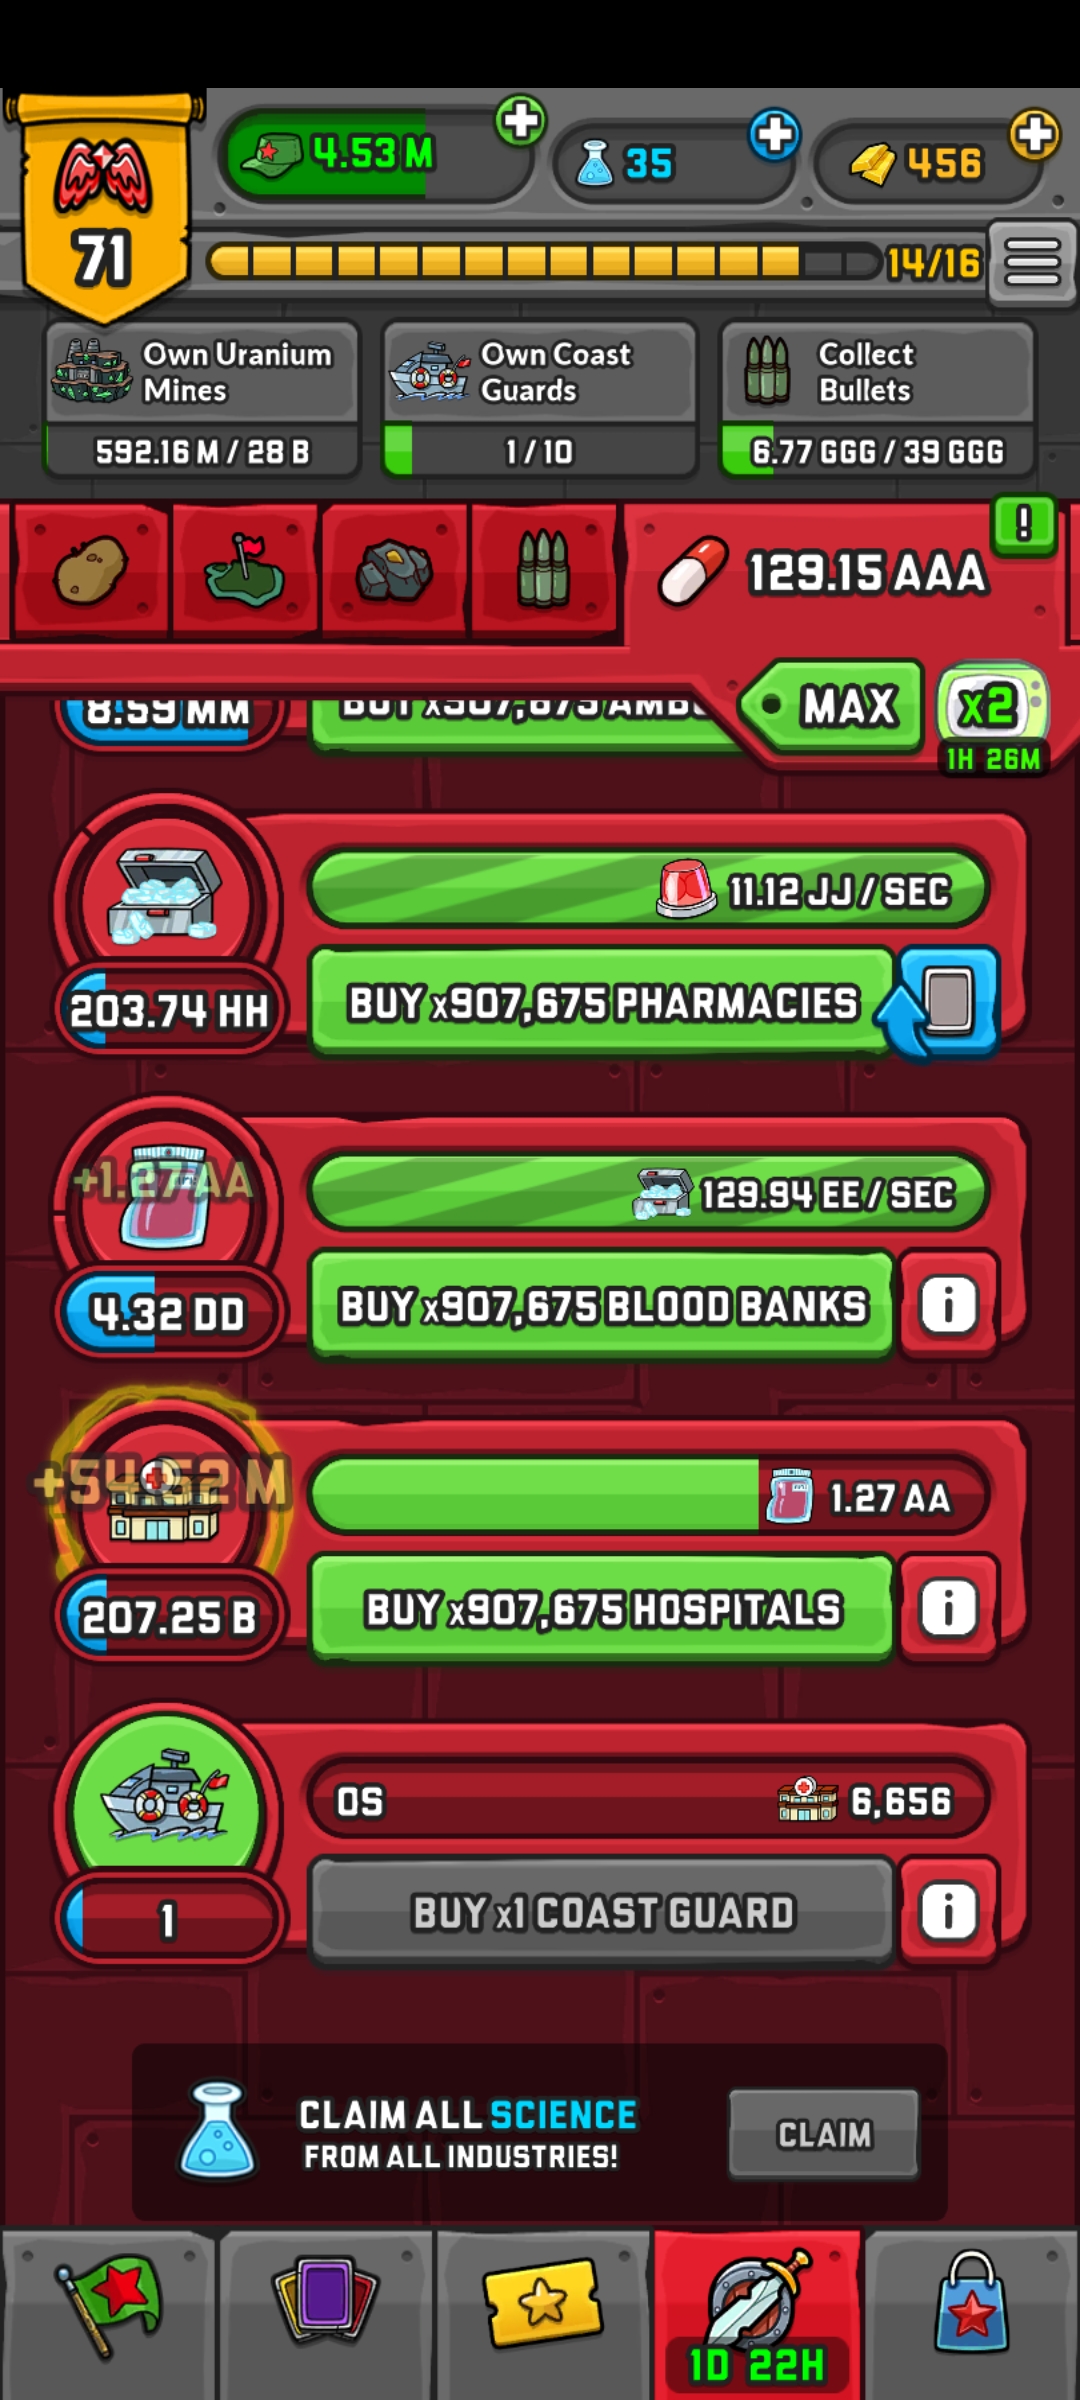 71
4.53 M
35
456
14/16
Own Uranium
Mines
592.16 M / 28 B
Own Coast
Guards
1 / 10
Collect
Bullets
6.77 GGG / 39 GGG
!
129.15 AAA
MAX
x2
1H 26M
8.59 MM
BUY x907,675
11.12 JJ / SEC
203.74 HH
BUY x907,675 PHARMACIES
+1.27 AA
129.94 EE / SEC
4.32 DD
BUY x907,675 BLOOD BANKS
i
+54.52 M
1.27 AA
207.25 B
BUY x907,675 HOSPITALS
i
0S
6,656
1
BUY x1 COAST GUARD
i
CLAIM ALL SCIENCE
FROM ALL INDUSTRIES!
CLAIM
1D 22H